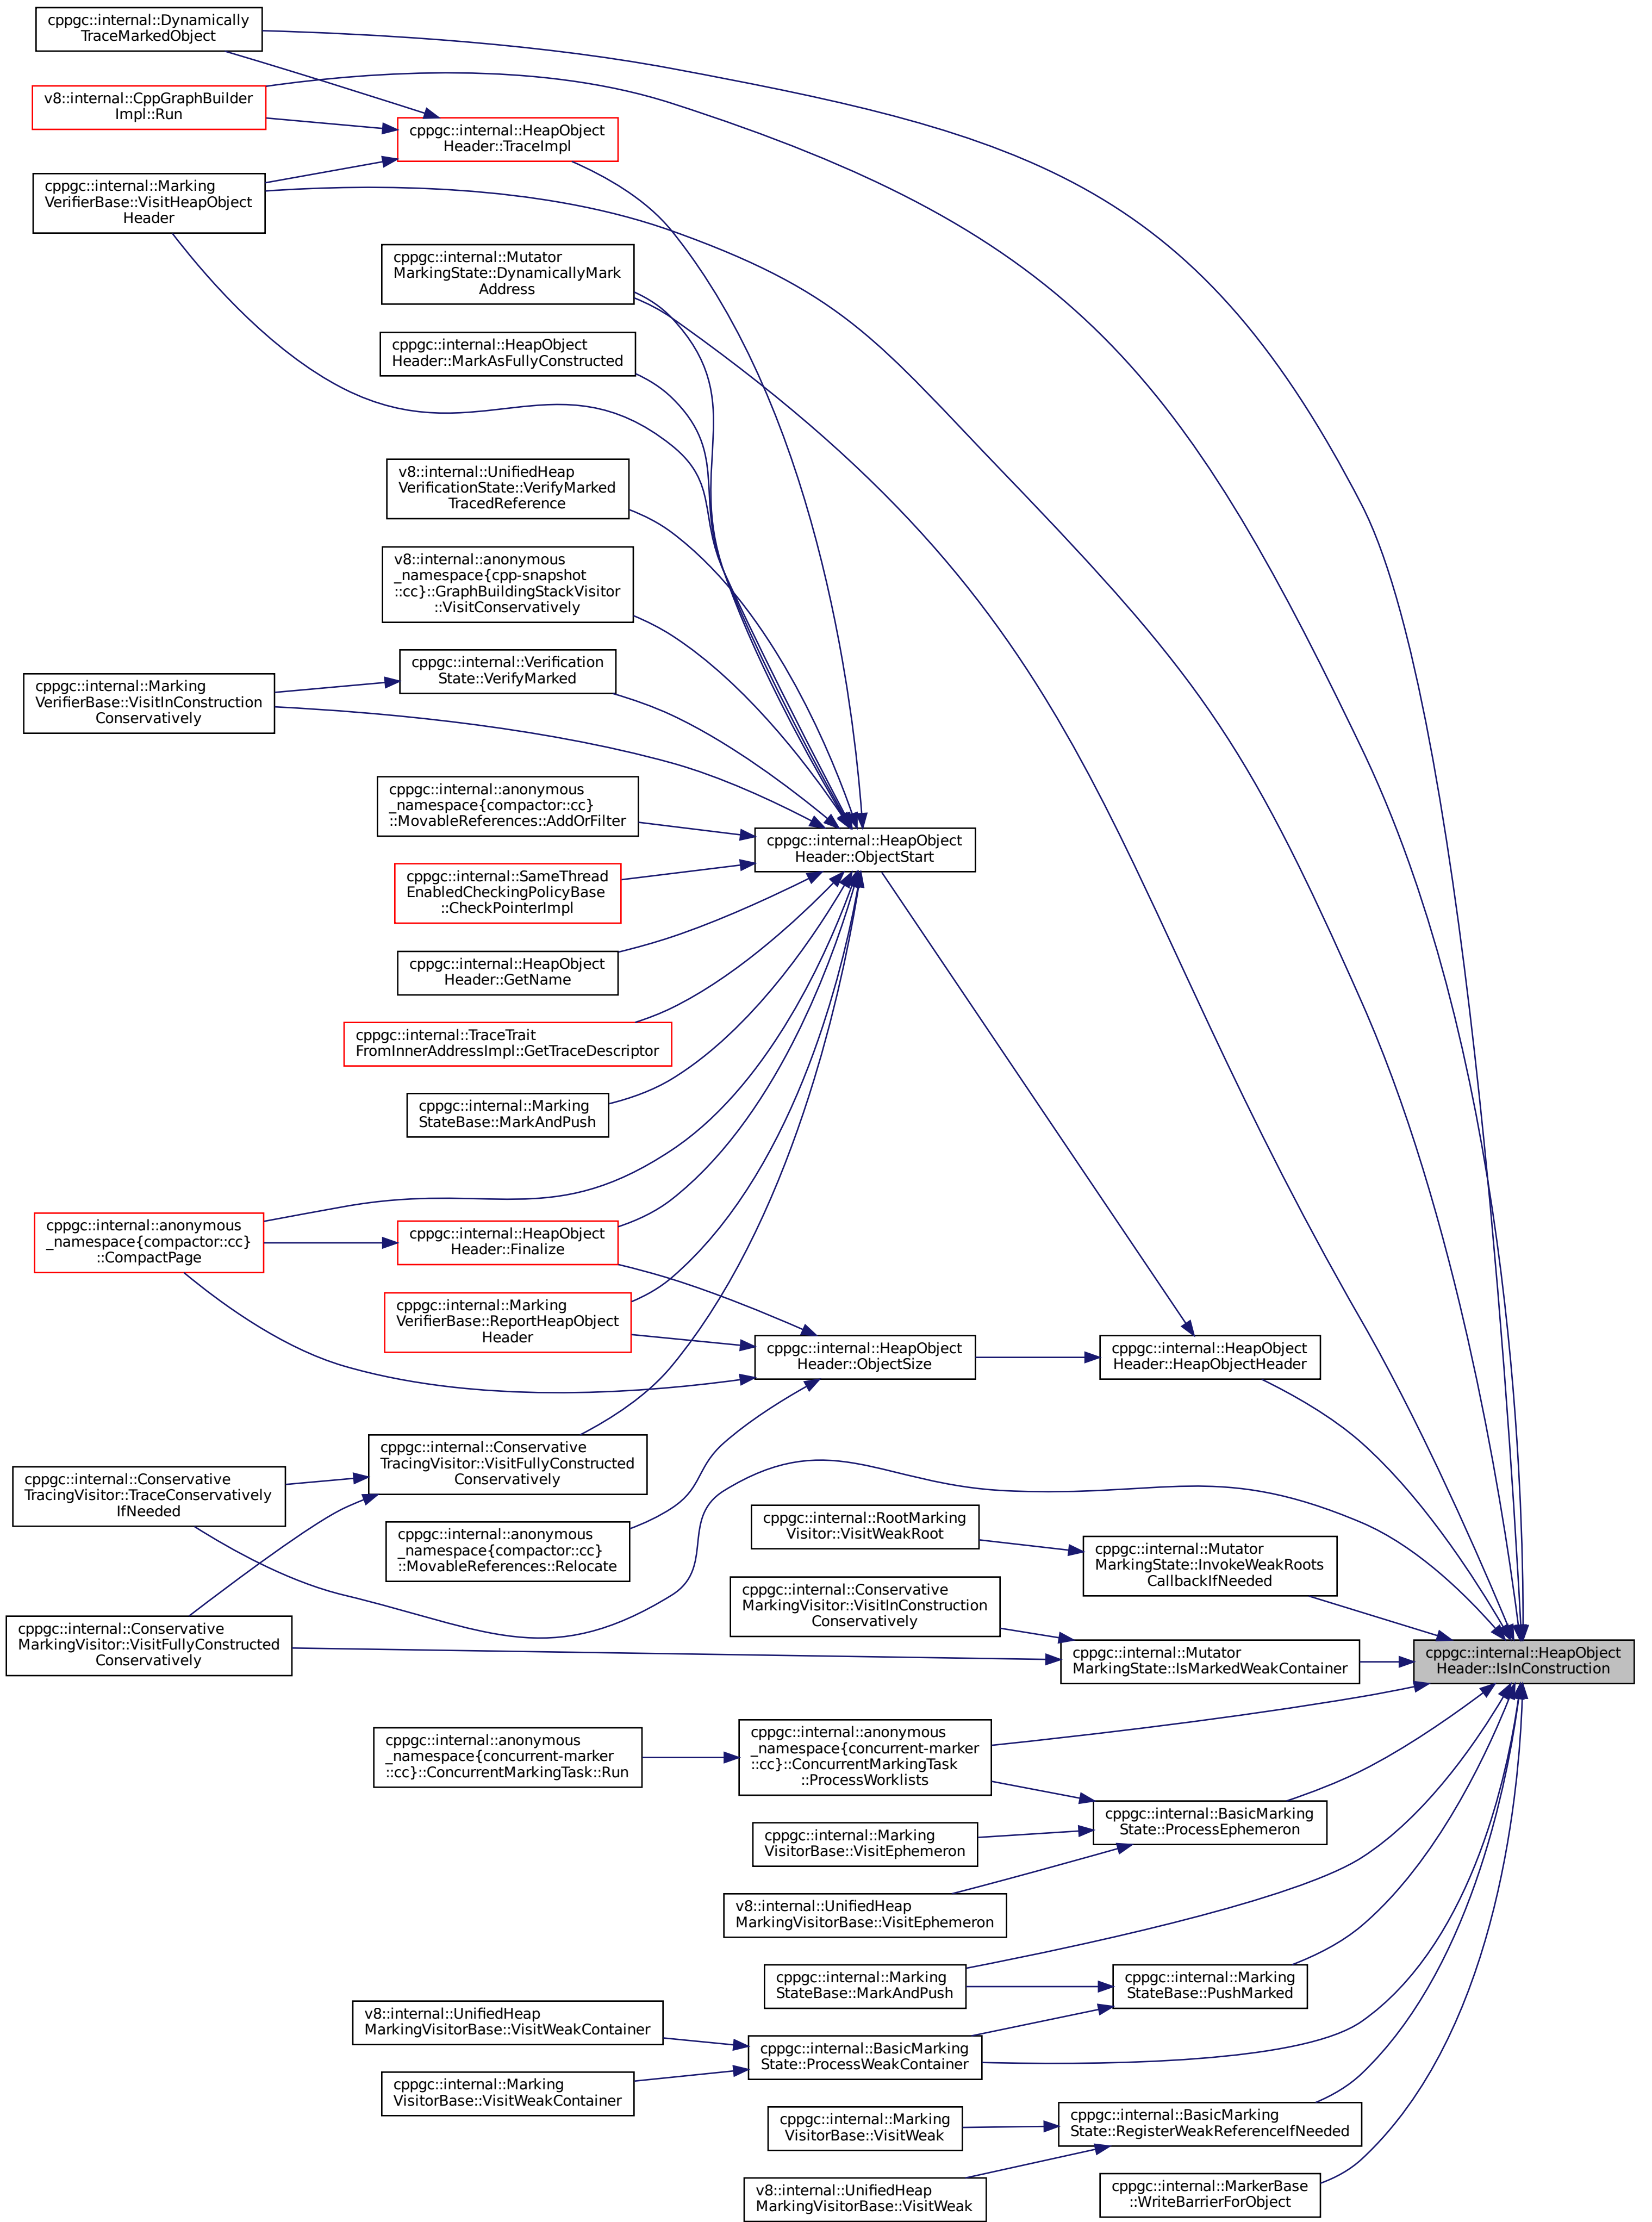 cppgc::internal::Dynamically
TraceMarkedObject
v8::internal::CppGraphBuilder
Impl::Run
cppgc::internal::HeapObject
Header::TraceImpl
cppgc::internal::Marking
VerifierBase::VisitHeapObject
Header
cppgc::internal::Mutator
MarkingState::DynamicallyMark
Address
cppgc::internal::HeapObject
Header::MarkAsFullyConstructed
v8::internal::UnifiedHeap
VerificationState::VerifyMarked
TracedReference
v8::internal::anonymous
_namespace{cpp-snapshot
::cc}::GraphBuildingStackVisitor
::VisitConservatively
cppgc::internal::Verification
State::VerifyMarked
cppgc::internal::Marking
VerifierBase::VisitInConstruction
Conservatively
cppgc::internal::anonymous
_namespace{compactor::cc}
::MovableReferences::AddOrFilter
cppgc::internal::HeapObject
Header::ObjectStart
cppgc::internal::SameThread
EnabledCheckingPolicyBase
::CheckPointerImpl
cppgc::internal::HeapObject
Header::GetName
cppgc::internal::TraceTrait
FromInnerAddressImpl::GetTraceDescriptor
cppgc::internal::Marking
StateBase::MarkAndPush
cppgc::internal::anonymous
_namespace{compactor::cc}
::CompactPage
cppgc::internal::HeapObject
Header::Finalize
cppgc::internal::Marking
VerifierBase::ReportHeapObject
Header
cppgc::internal::HeapObject
Header::ObjectSize
cppgc::internal::HeapObject
Header::HeapObjectHeader
cppgc::internal::Conservative
TracingVisitor::VisitFullyConstructed
Conservatively
cppgc::internal::Conservative
TracingVisitor::TraceConservatively
IfNeeded
cppgc::internal::anonymous
_namespace{compactor::cc}
::MovableReferences::Relocate
cppgc::internal::RootMarking
Visitor::VisitWeakRoot
cppgc::internal::Mutator
MarkingState::InvokeWeakRoots
CallbackIfNeeded
cppgc::internal::Conservative
MarkingVisitor::VisitInConstruction
Conservatively
cppgc::internal::Conservative
MarkingVisitor::VisitFullyConstructed
Conservatively
cppgc::internal::Mutator
MarkingState::IsMarkedWeakContainer
cppgc::internal::HeapObject
Header::IsInConstruction
cppgc::internal::anonymous
_namespace{concurrent-marker
::cc}::ConcurrentMarkingTask::Run
cppgc::internal::anonymous
_namespace{concurrent-marker
::cc}::ConcurrentMarkingTask
::ProcessWorklists
cppgc::internal::BasicMarking
State::ProcessEphemeron
cppgc::internal::Marking
VisitorBase::VisitEphemeron
v8::internal::UnifiedHeap
MarkingVisitorBase::VisitEphemeron
cppgc::internal::Marking
StateBase::MarkAndPush
cppgc::internal::Marking
StateBase::PushMarked
v8::internal::UnifiedHeap
MarkingVisitorBase::VisitWeakContainer
cppgc::internal::BasicMarking
State::ProcessWeakContainer
cppgc::internal::Marking
VisitorBase::VisitWeakContainer
cppgc::internal::Marking
VisitorBase::VisitWeak
cppgc::internal::BasicMarking
State::RegisterWeakReferenceIfNeeded
v8::internal::UnifiedHeap
MarkingVisitorBase::VisitWeak
cppgc::internal::MarkerBase
::WriteBarrierForObject